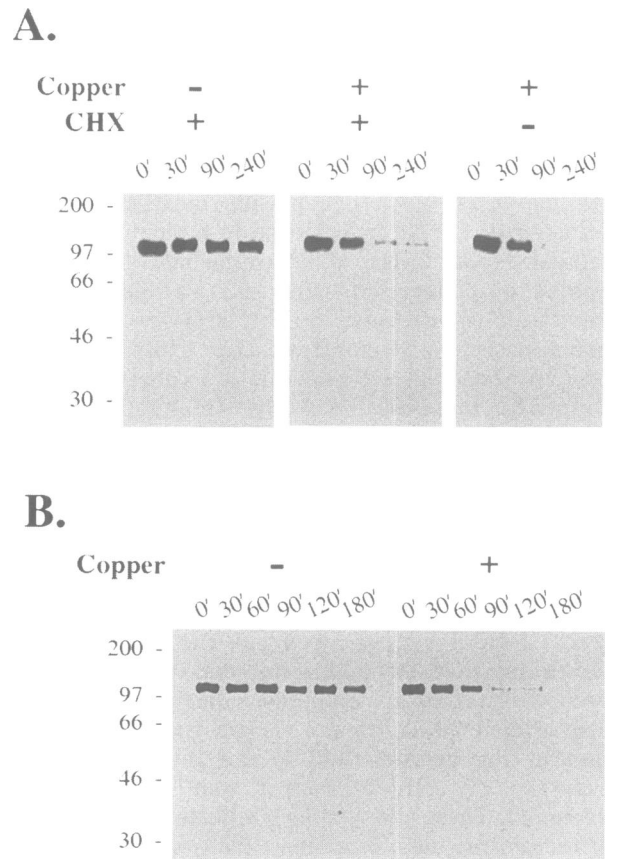 A.
Copper - + +
CHX + + -
0' 30' 90' 240' 0' 30' 90' 240' 0' 30' 90' 240'
200 -
97 -
66 -
46 -
30 -
B.
Copper - +
0' 30' 60' 90' 120' 180' 0' 30' 60' 90' 120' 180'
200 -
97 -
66 -
46 -
30 -